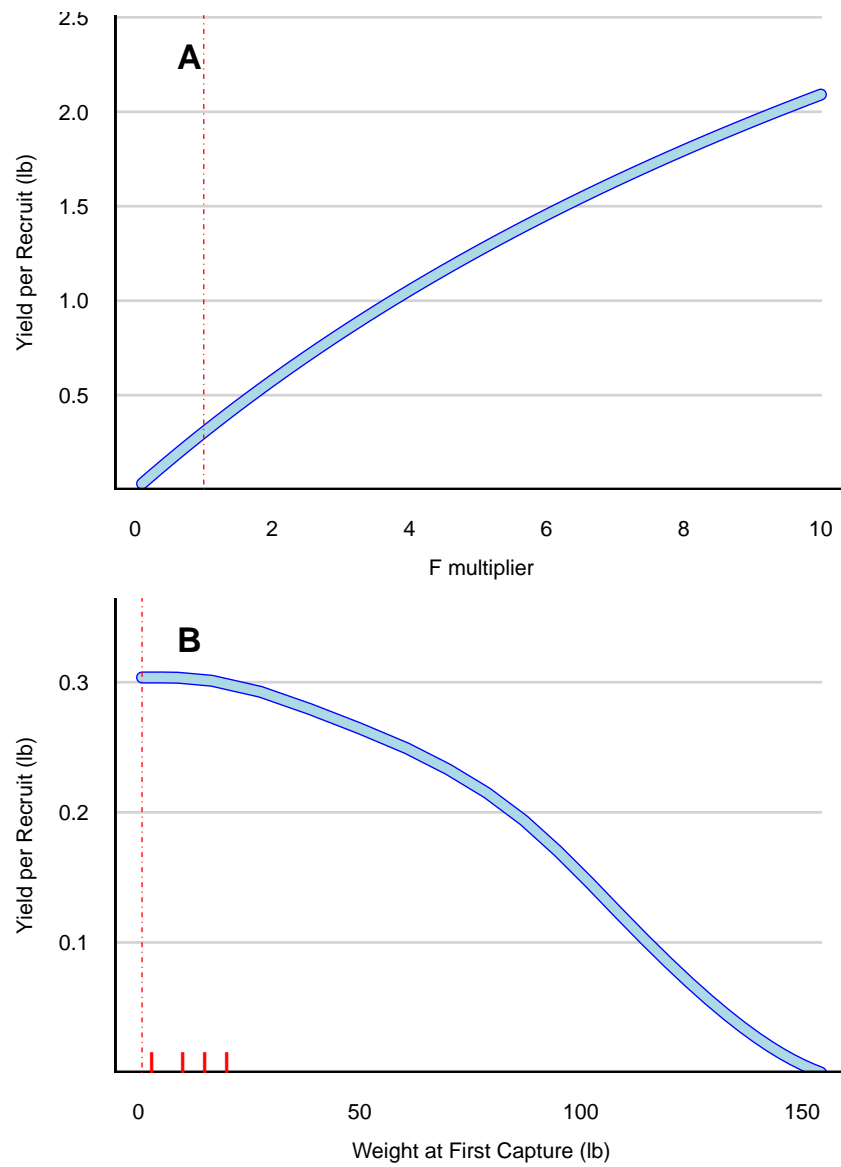 2.5
A
2.0
1.5
1.0
0.5
Yield per Recruit (lb)
0 2 4 6 8 10
F multiplier
B
0.3
0.2
0.1
Yield per Recruit (lb)
0 50 100 150
Weight at First Capture (lb)